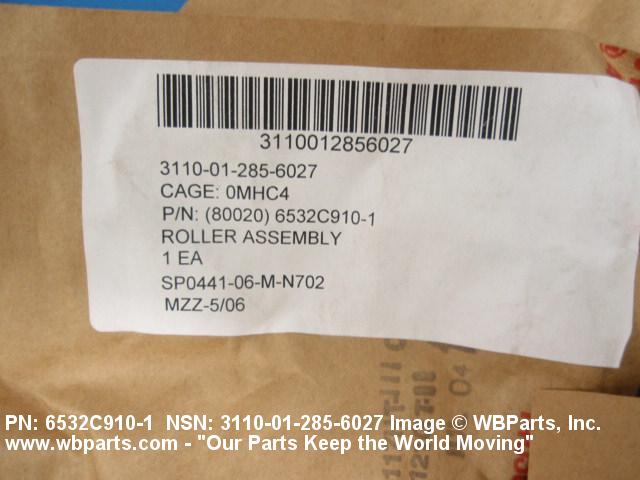 3110012856027
3110-01-285-6027
CAGE: 0MHC4
P/N: (80020) 6532C910-1
ROLLER ASSEMBLY
1 EA
SP0441-06-M-N702
MZZ-5/06
PN: 6532C910-1 NSN: 3110-01-285-6027 Image © WBParts, Inc.
www.wbparts.com - "Our Parts Keep the World Moving"